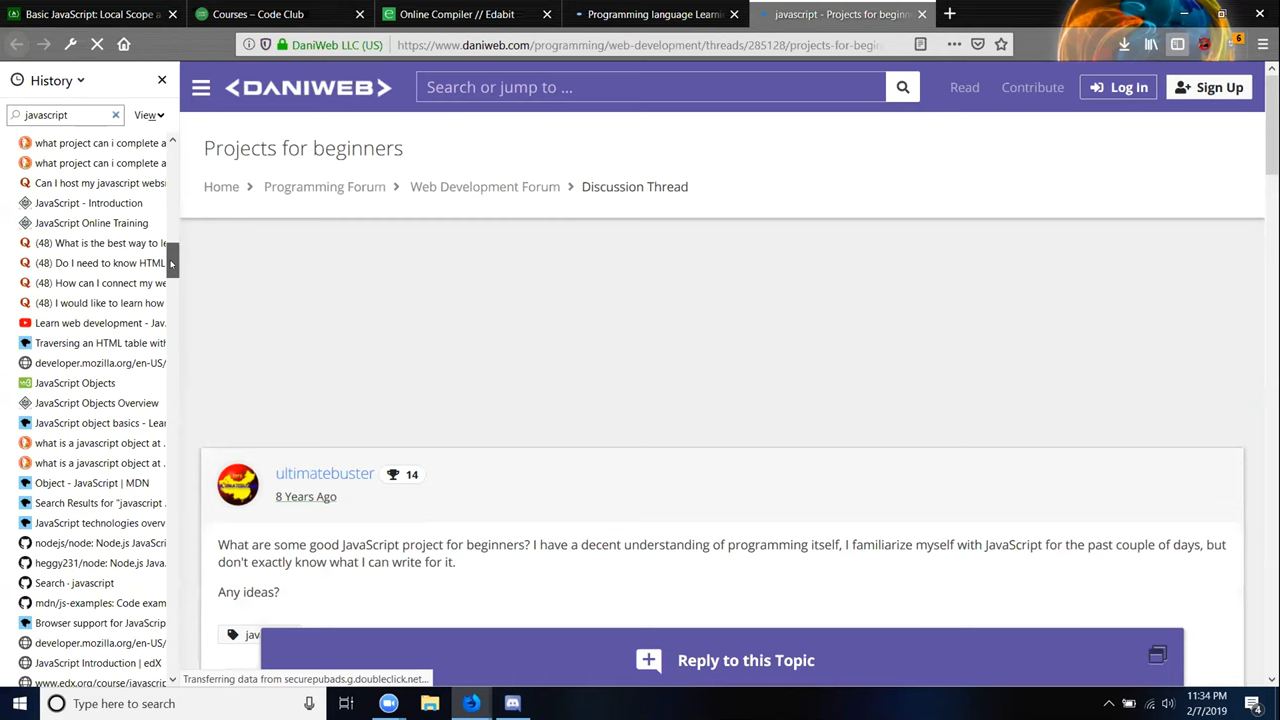 Basic JavaScript: Local Scope a
Courses – Code Club
Online Compiler // Edabit
Programming language Learni
javascript - Projects for beginn
DaniWeb LLC (US)
https://www.daniweb.com/programming/web-development/threads/285128/projects-for-beg
6
History
javascript
View
what project can i complete a
what project can i complete a
Can I host my javascript websi
JavaScript - Introduction
JavaScript Online Training
(48) What is the best way to le
(48) Do I need to know HTML
(48) How can I connect my we
(48) I would like to learn how
Learn web development - Jav
Traversing an HTML table with
developer.mozilla.org/en-US/
JavaScript Objects
JavaScript Objects Overview
JavaScript object basics - Lear
what is a javascript object at .
what is a javascript object at .
Object - JavaScript | MDN
Search Results for "javascript .
JavaScript technologies overv
nodejs/node: Node.js JavaScri
heggy231/node: Node.js Java
Search · javascript
mdn/js-examples: Code exam
Browser support for JavaScrip
developer.mozilla.org/en-US/
JavaScript Introduction | edX
www.edx.org/course/javascrip
<DANIWEB>
Search or jump to ...
Read
Contribute
Log In
Sign Up
Projects for beginners
Home > Programming Forum > Web Development Forum > Discussion Thread
ultimatebuster
14
8 Years Ago
What are some good JavaScript project for beginners? I have a decent understanding of programming itself, I familiarize myself with JavaScript for the past couple of days, but
don't exactly know what I can write for it.
Any ideas?
jav
Reply to this Topic
Transferring data from securepubads.g.doubleclick.net...
Type here to search
11:34 PM
2/7/2019
4